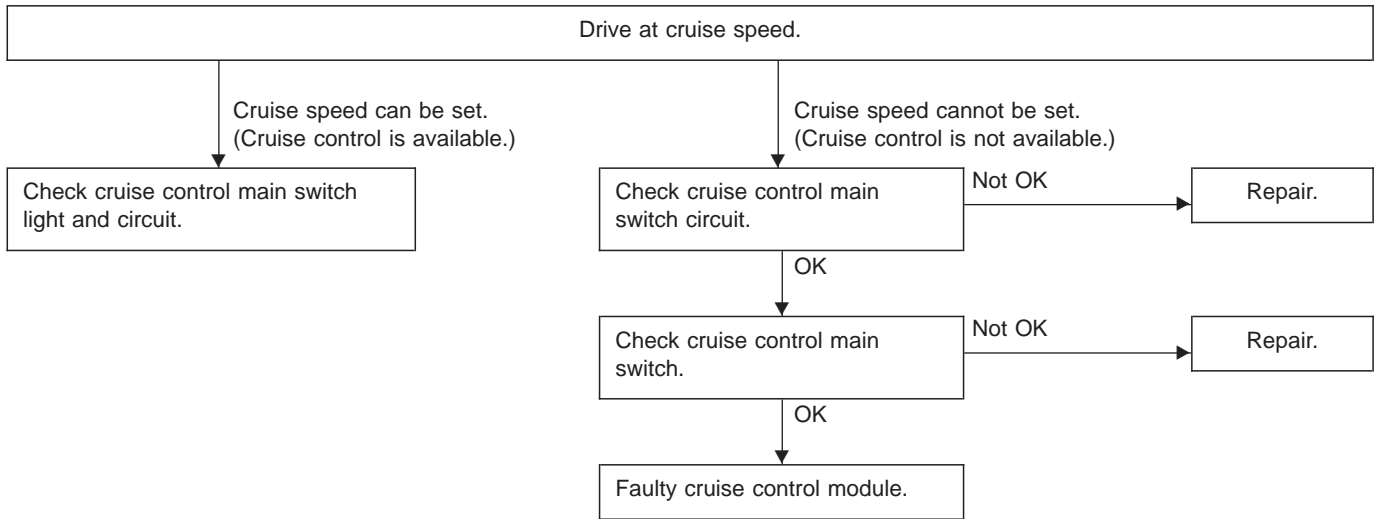 Drive at cruise speed.
Cruise speed can be set.
(Cruise control is available.)
Cruise speed cannot be set.
(Cruise control is not available.)
Check cruise control main switch
light and circuit.
Check cruise control main
switch circuit.
Not OK
Repair.
OK
Check cruise control main
switch.
Not OK
Repair.
OK
Faulty cruise control module.